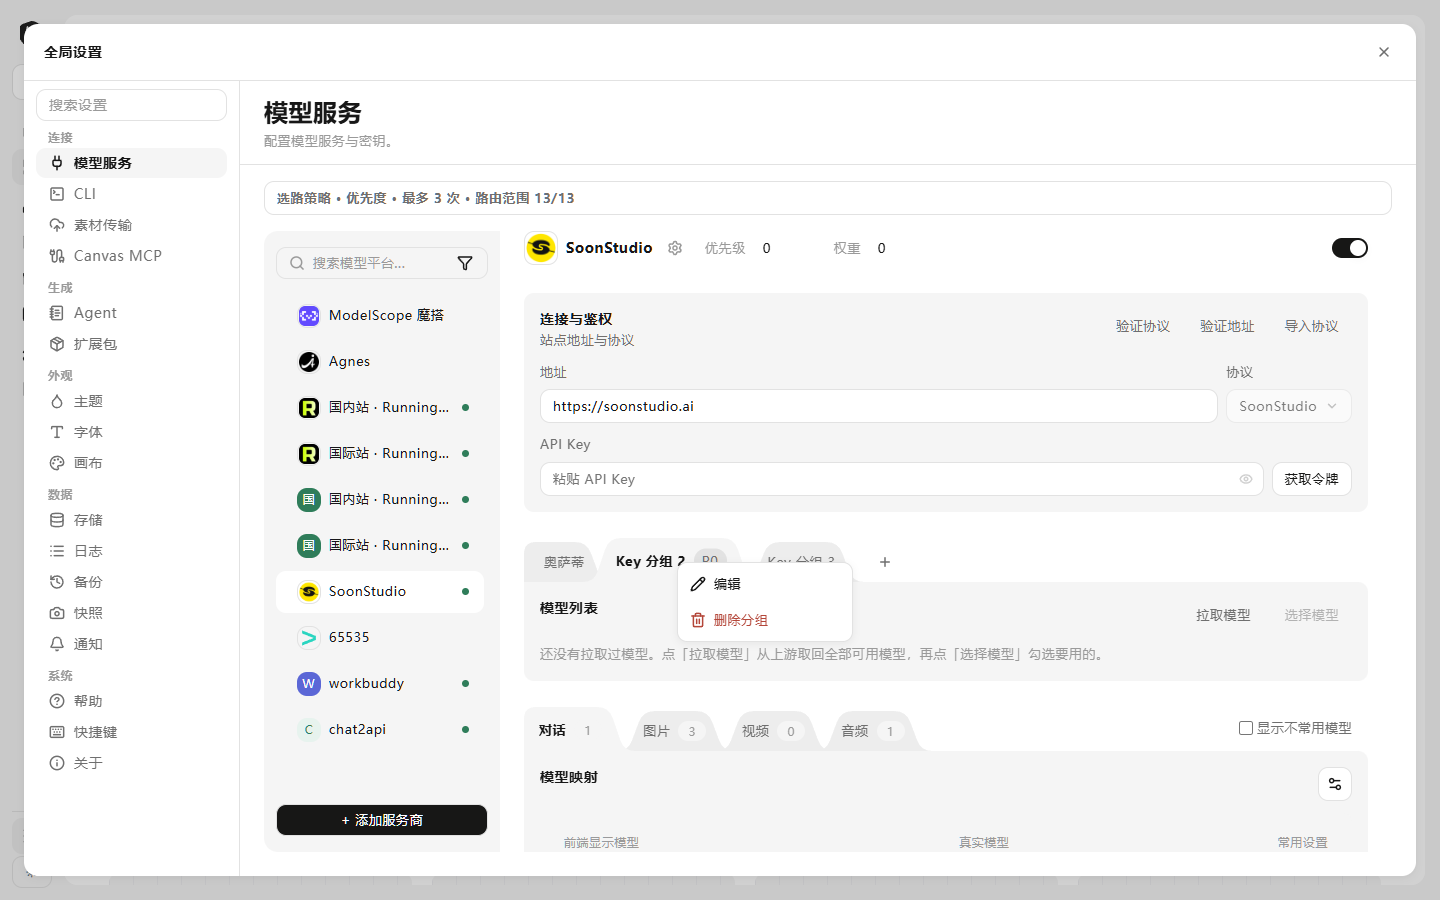 全局设置
搜索设置
连接
模型服务
CLI
素材传输
Canvas MCP
生成
Agent
扩展包
外观
主题
字体
画布
数据
存储
日志
备份
快照
通知
系统
帮助
快捷键
关于
模型服务
配置模型服务与密钥。
选路策略 • 优先度 • 最多 3 次 • 路由范围 13/13
搜索模型平台...
ModelScope 魔搭
Agnes
国内站 · Running...
国际站 · Running...
国 国内站 · Running...
国 国际站 · Running...
SoonStudio
65535
W workbuddy
C chat2api
+ 添加服务商
SoonStudio 优先级 0 权重 0
连接与鉴权
站点地址与协议
验证协议 验证地址 导入协议
地址 协议
https://soonstudio.ai SoonStudio
API Key
粘贴 API Key 获取令牌
奥萨蒂 Key 分组 2 P0 Key 分组 3 +
编辑
删除分组
模型列表 拉取模型 选择模型
还没有拉取过模型。点「拉取模型」从上游取回全部可用模型，再点「选择模型」勾选要用的。
对话 1 图片 3 视频 0 音频 1 显示不常用模型
模型映射
前端显示模型 真实模型 常用设置